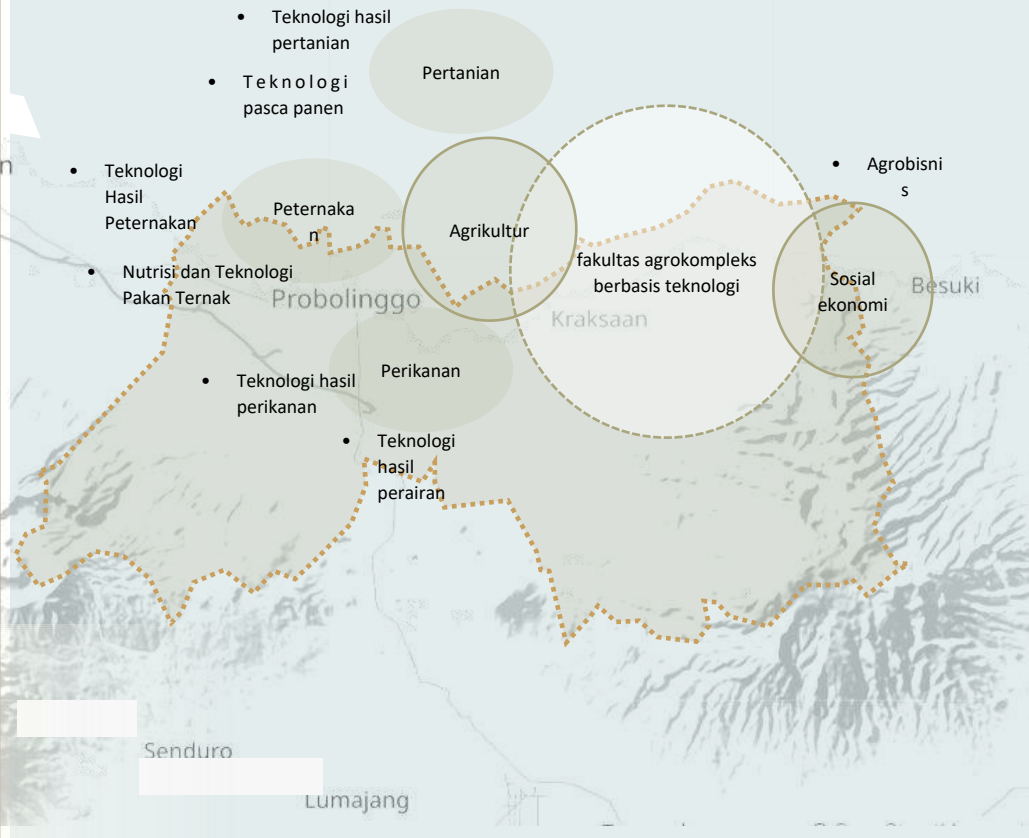 • Teknologi hasil
pertanian
• Teknologi
pasca panen
Pertanian
• Teknologi
Hasil
Peternakan
Peternaka
n
Agrikultur
• Agrobisni
s
fakultas agrokompleks
berbasis teknologi
Sosial
ekonomi
• Nutrisi dan Teknologi
Pakan Ternak
Probolinggo
Kraksaan
Besuki
Perikanan
• Teknologi hasil
perikanan
• Teknologi
hasil
perairan
Senduro
Lumajang
n